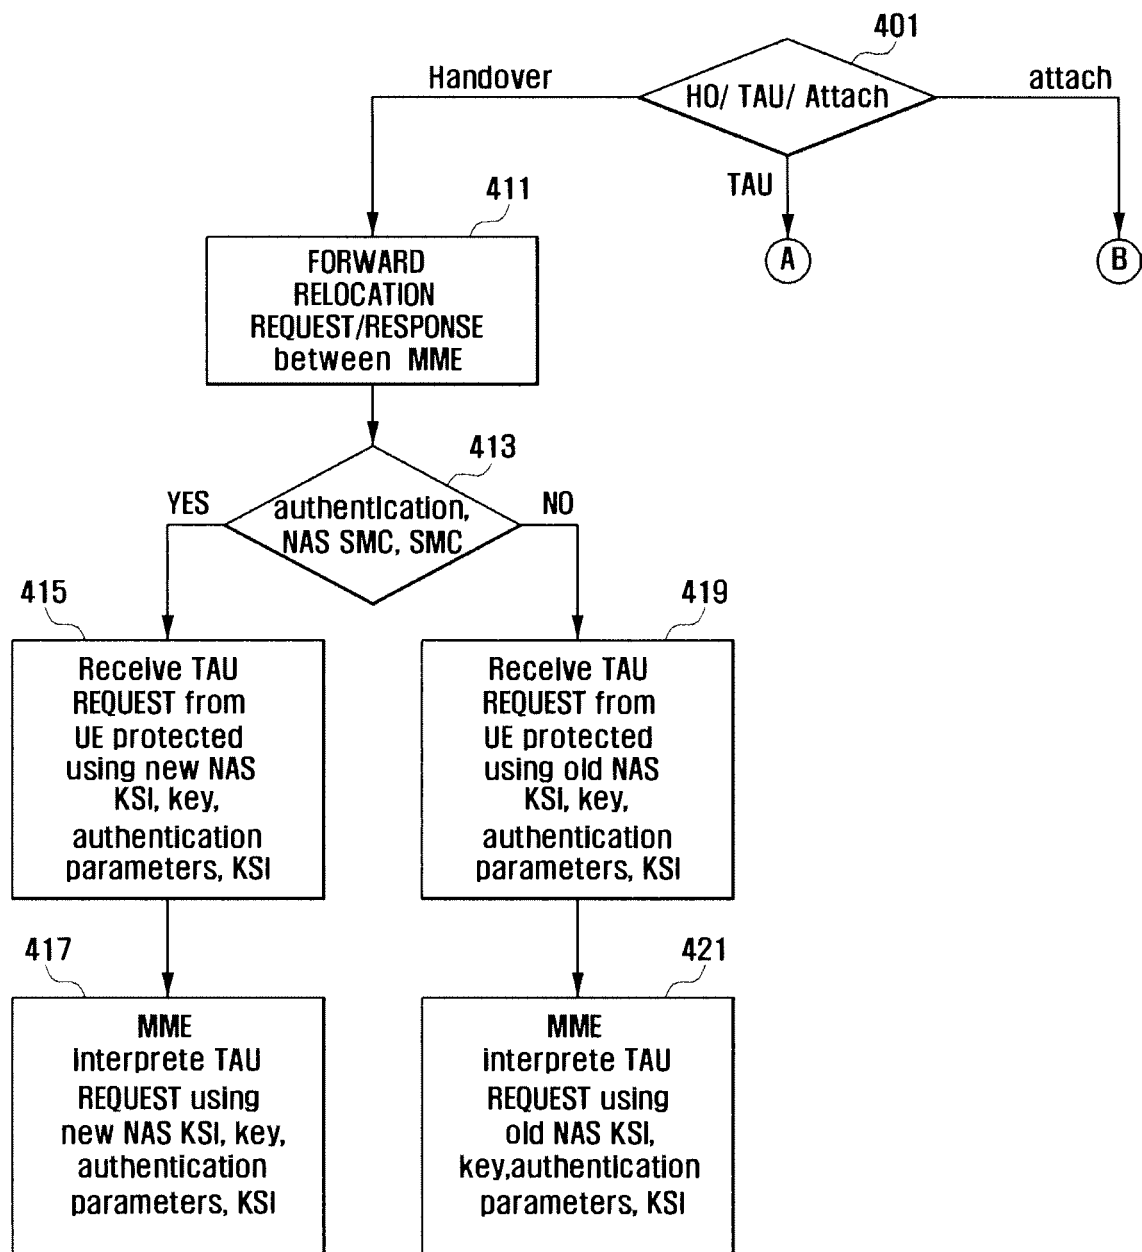 401
Handover
HO/ TAU/ Attach
attach
TAU
A
B
411
FORWARD
RELOCATION
REQUEST/RESPONSE
between MME
413
YES
authentication,
NAS SMC, SMC
NO
415
Receive TAU
REQUEST from
UE protected
using new NAS
KSI, key,
authentication
parameters, KSI
419
Receive TAU
REQUEST from
UE protected
using old NAS
KSI, key,
authentication
parameters, KSI
417
MME
interprete TAU
REQUEST using
new NAS KSI, key,
authentication
parameters, KSI
421
MME
interprete TAU
REQUEST using
old NAS KSI,
key,authentication
parameters, KSI